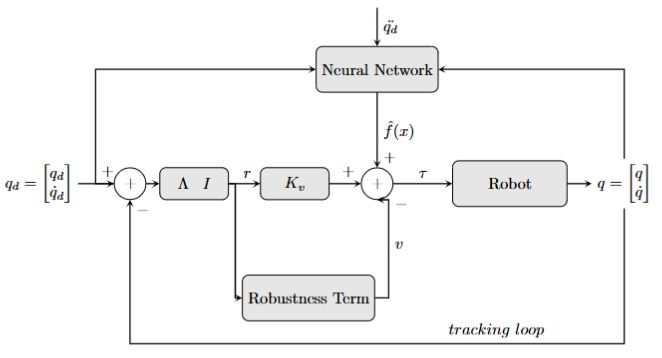 q̈_d
Neural Network
f̂(x)
q_d = [q_d q̇_d]
+
+
−
Λ I
r
K_v
+
+
+
−
τ
Robot
q = [q q̇]
v
Robustness Term
tracking loop